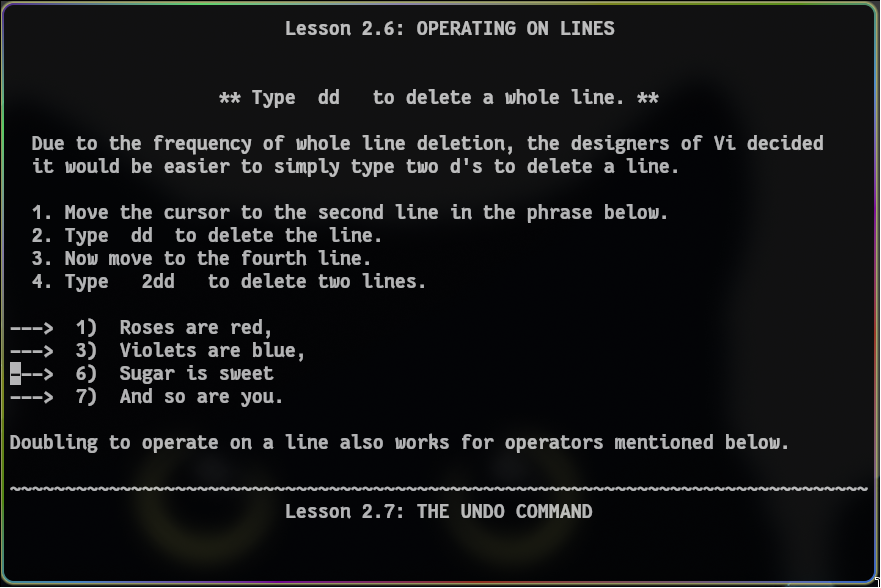 Lesson 2.6: OPERATING ON LINES
** Type  dd   to delete a whole line. **
Due to the frequency of whole line deletion, the designers of Vi decided
it would be easier to simply type two d's to delete a line.
1. Move the cursor to the second line in the phrase below.
2. Type  dd  to delete the line.
3. Now move to the fourth line.
4. Type   2dd   to delete two lines.
--->  1)  Roses are red,
--->  3)  Violets are blue,
--->  6)  Sugar is sweet
--->  7)  And so are you.
Doubling to operate on a line also works for operators mentioned below.
~~~~~~~~~~~~~~~~~~~~~~~~~~~~~~~~~~~~~~~~~~~~~~~~~~~~~~~~~~~~~~~~~~~~~~~~~~~~~~
Lesson 2.7: THE UNDO COMMAND